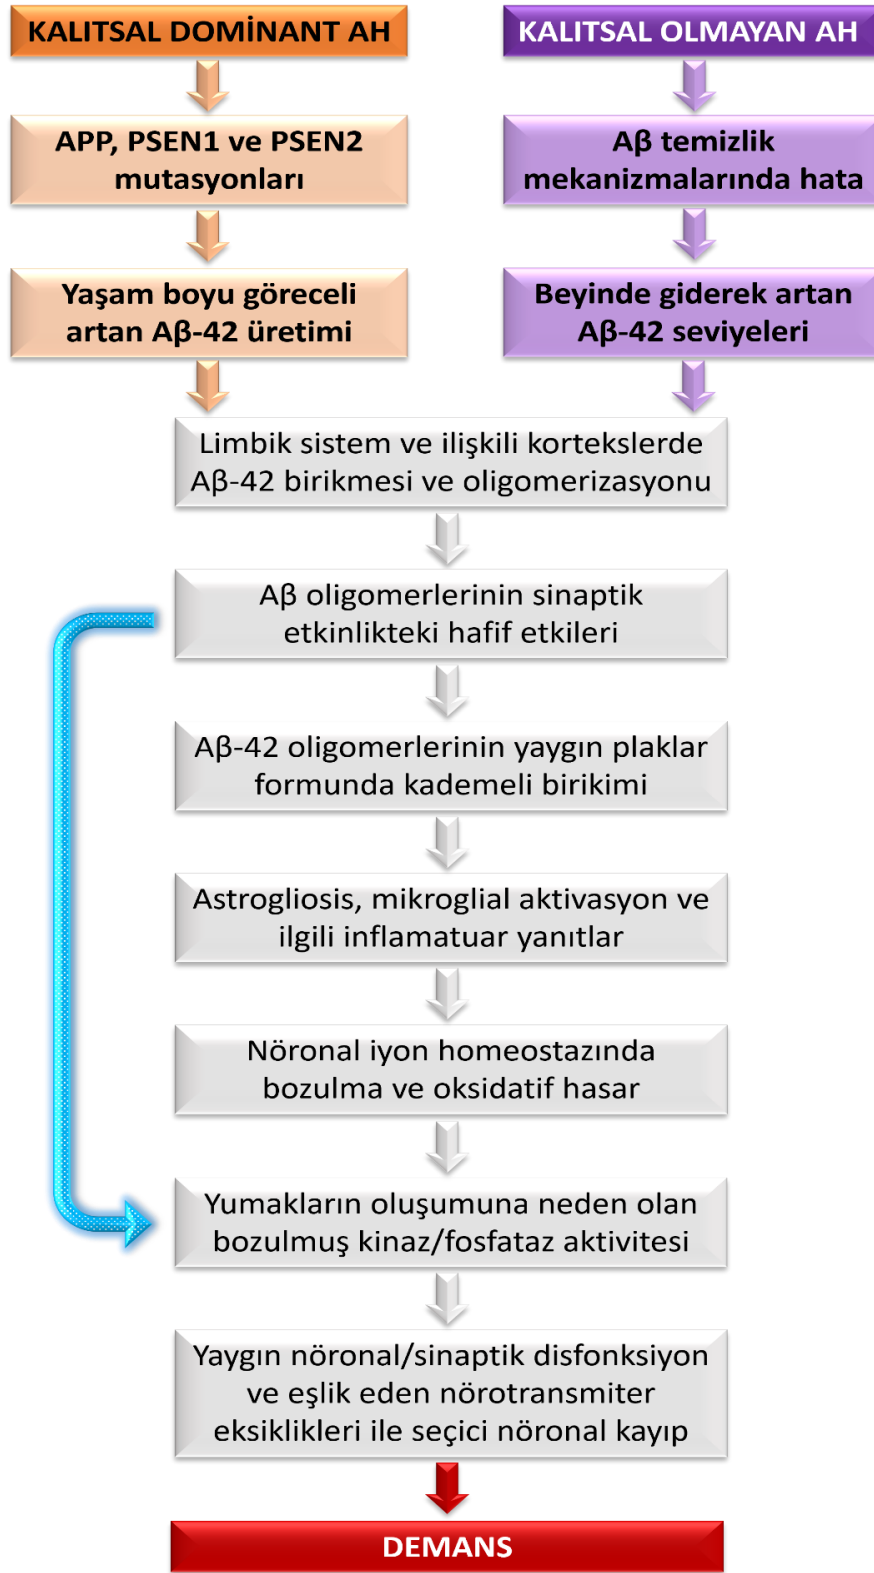 KALITSAL DOMİNANT AH
KALITSAL OLMAYAN AH
APP, PSEN1 ve PSEN2
mutasyonları
Aβ temizlik
mekanizmalarında hata
Yaşam boyu göreceli
artan Aβ-42 üretimi
Beyinde giderek artan
Aβ-42 seviyeleri
Limbik sistem ve ilişkili kortekslerde
Aβ-42 birikmesi ve oligomerizasyonu
Aβ oligomerlerinin sinaptik
etkinlikteki hafif etkileri
Aβ-42 oligomerlerinin yaygın plaklar
formunda kademeli birikimi
Astrogliosis, mikroglial aktivasyon ve
ilgili inflamatuar yanıtlar
Nöronal iyon homeostazında
bozulma ve oksidatif hasar
Yumakların oluşumuna neden olan
bozulmuş kinaz/fosfataz aktivitesi
Yaygın nöronal/sinaptik disfonksiyon
ve eşlik eden nörotransmiter
eksiklikleri ile seçici nöronal kayıp
DEMANS